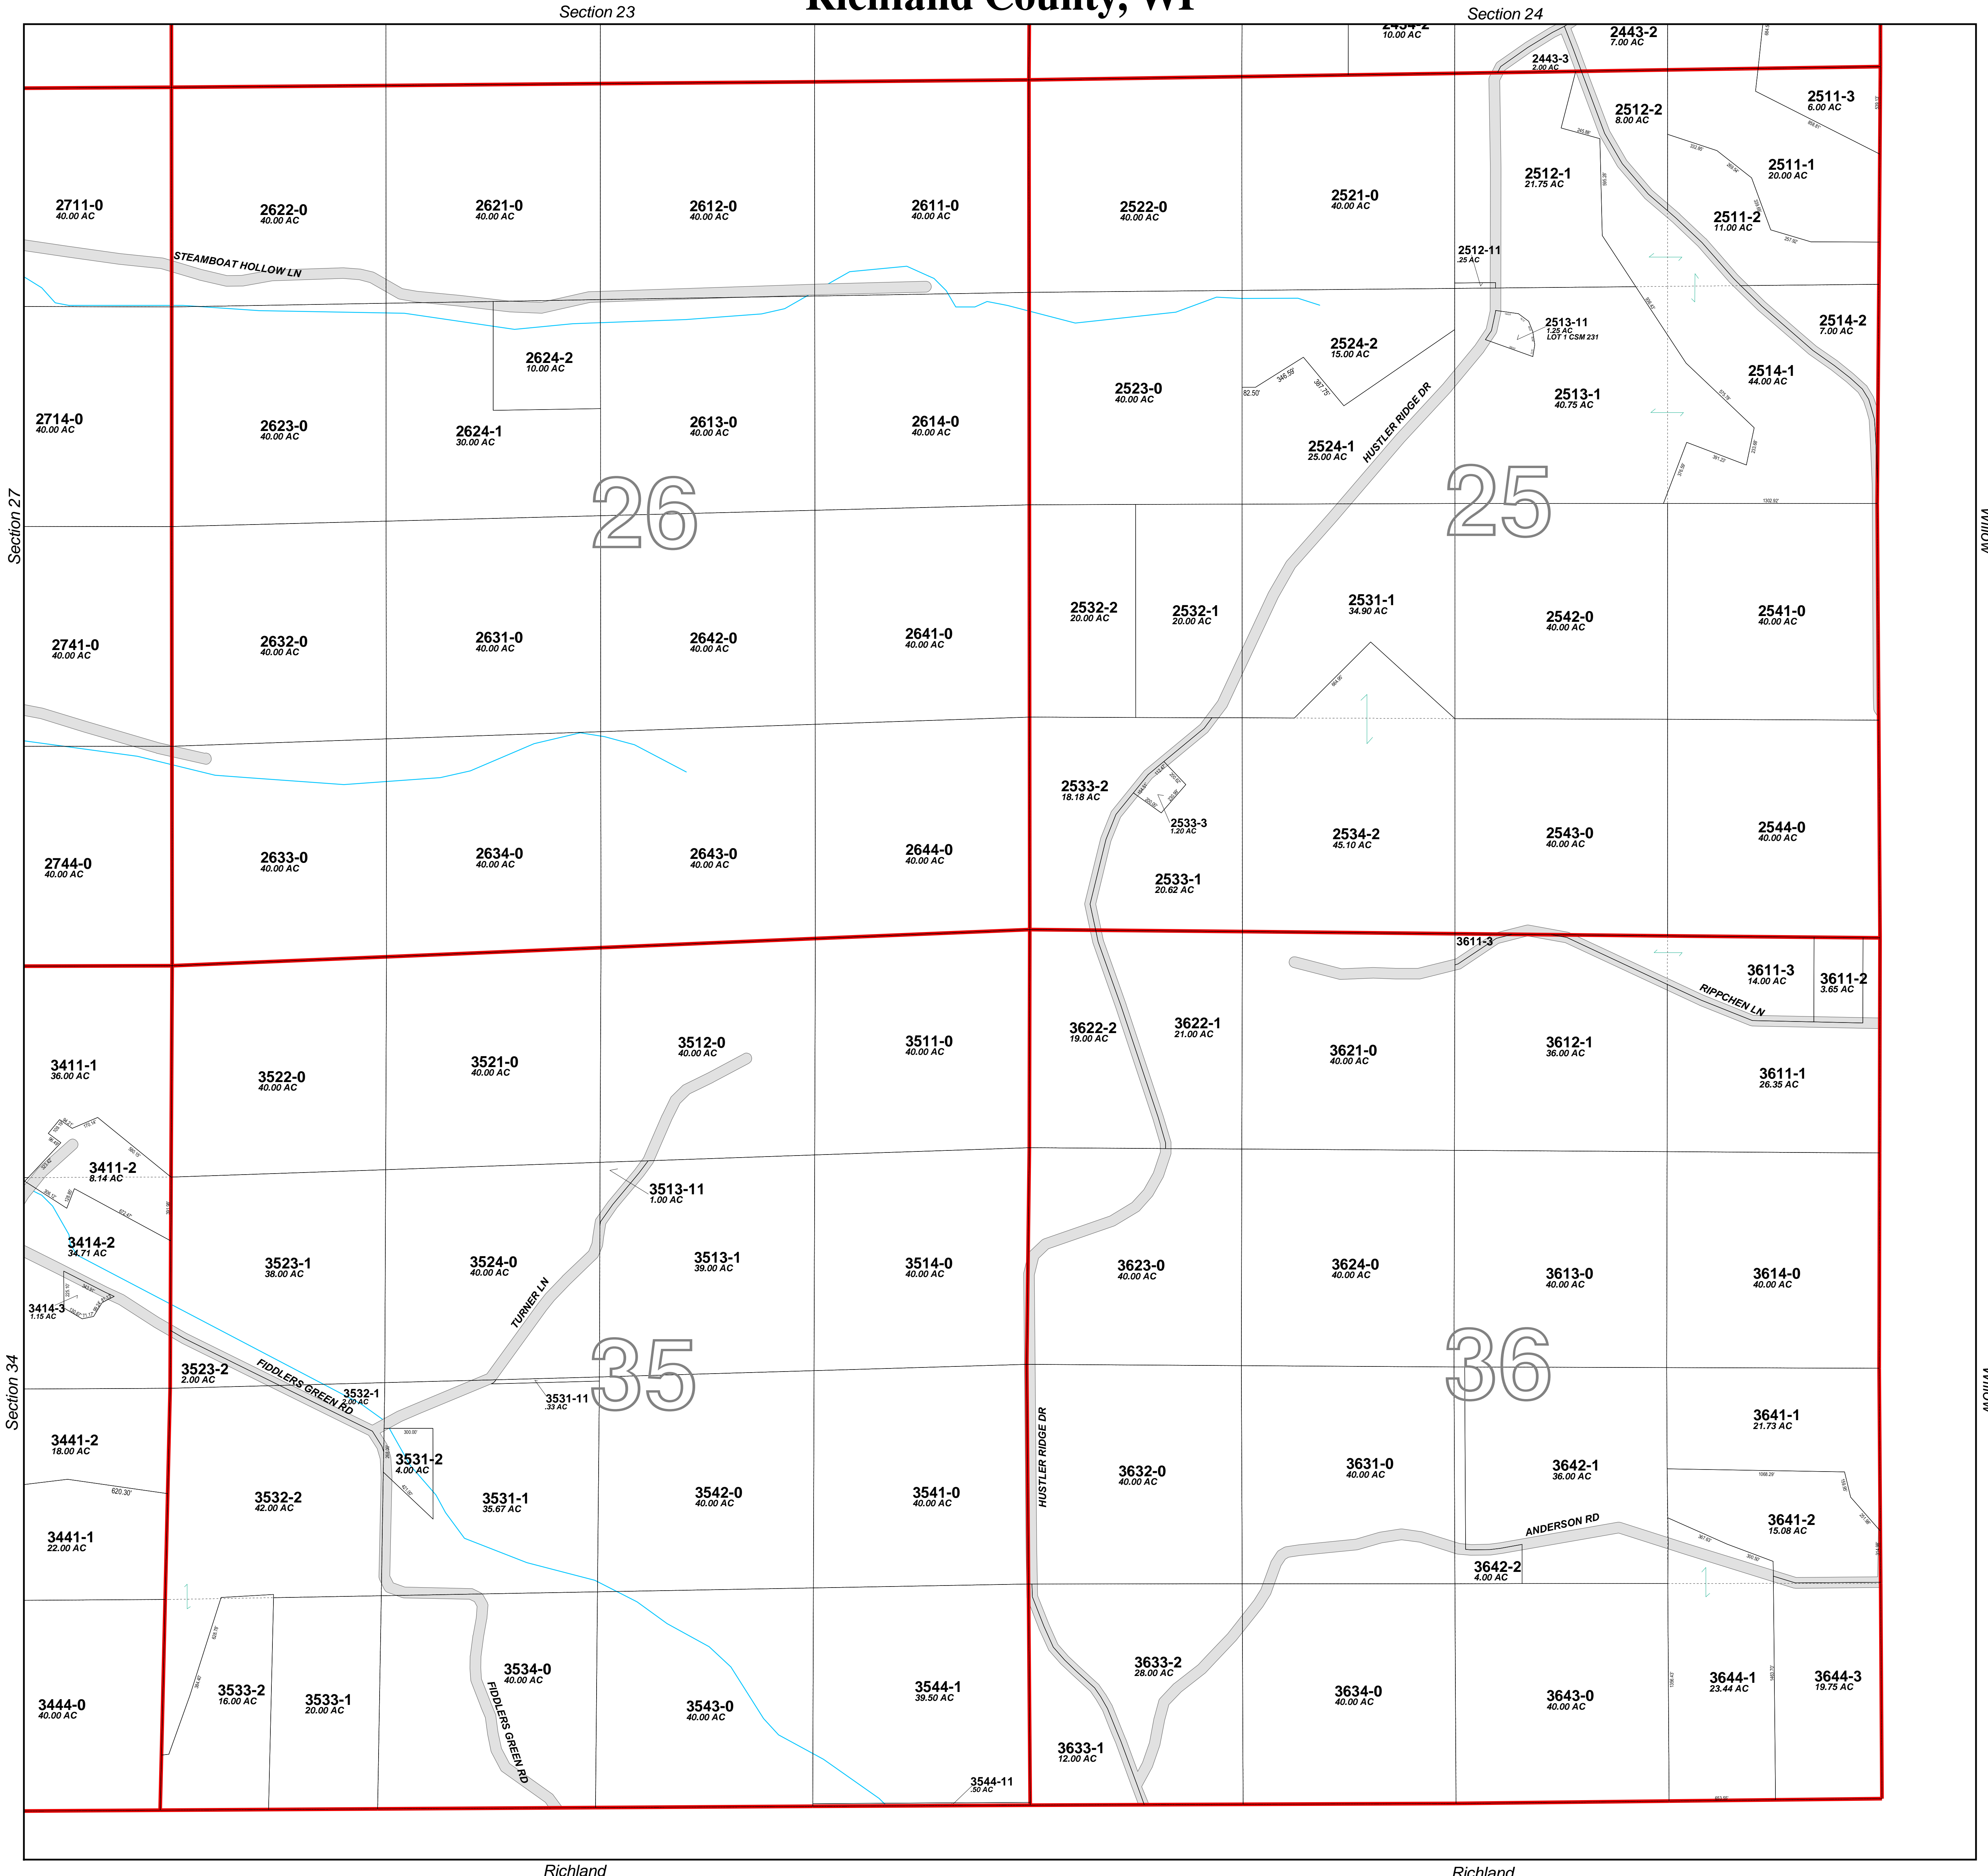 Richland County, WI
Section 23
Section 24
2434-2
10.00 AC
2443-2
7.00 AC
2443-3
2.00 AC
2512-2
8.00 AC
2511-3
6.00 AC
2511-1
20.00 AC
2512-1
21.75 AC
2511-2
11.00 AC
2711-0
40.00 AC
2622-0
40.00 AC
2621-0
40.00 AC
2612-0
40.00 AC
2611-0
40.00 AC
2522-0
40.00 AC
2521-0
40.00 AC
STEAMBOAT HOLLOW LN
2512-11
.25 AC
2513-11
1.25 AC
LOT 1 CSM 231
2514-2
7.00 AC
2514-1
44.00 AC
2513-1
40.75 AC
2624-2
10.00 AC
2524-2
15.00 AC
82.50'
346.59'
387.75'
2523-0
40.00 AC
2714-0
40.00 AC
2623-0
40.00 AC
2624-1
30.00 AC
2613-0
40.00 AC
2614-0
40.00 AC
2524-1
25.00 AC
HUSTLER RIDGE DR
26
25
Section 27
Willow
1302.92'
2532-2
20.00 AC
2532-1
20.00 AC
2531-1
34.90 AC
2542-0
40.00 AC
2541-0
40.00 AC
2741-0
40.00 AC
2632-0
40.00 AC
2631-0
40.00 AC
2642-0
40.00 AC
2641-0
40.00 AC
2533-2
18.18 AC
2533-3
1.20 AC
2533-1
20.62 AC
2534-2
45.10 AC
2543-0
40.00 AC
2544-0
40.00 AC
2744-0
40.00 AC
2633-0
40.00 AC
2634-0
40.00 AC
2643-0
40.00 AC
2644-0
40.00 AC
3611-3
3611-3
14.00 AC
3611-2
3.65 AC
RIPPCHEN LN
3411-1
36.00 AC
3522-0
40.00 AC
3521-0
40.00 AC
3512-0
40.00 AC
3511-0
40.00 AC
3622-2
19.00 AC
3622-1
21.00 AC
3621-0
40.00 AC
3612-1
36.00 AC
3611-1
26.35 AC
3411-2
8.14 AC
3513-11
1.00 AC
3414-2
34.71 AC
3523-1
38.00 AC
3524-0
40.00 AC
3513-1
39.00 AC
3514-0
40.00 AC
3623-0
40.00 AC
3624-0
40.00 AC
3613-0
40.00 AC
3614-0
40.00 AC
3414-3
1.15 AC
TURNER LN
35
36
Section 34
Willow
3523-2
2.00 AC
FIDDLERS GREEN RD
3532-1
2.00 AC
3531-11
.33 AC
300.00'
3441-2
18.00 AC
620.30'
3531-2
4.00 AC
3532-2
42.00 AC
3531-1
35.67 AC
3542-0
40.00 AC
3541-0
40.00 AC
HUSTLER RIDGE DR
3632-0
40.00 AC
3631-0
40.00 AC
3642-1
36.00 AC
3641-1
21.73 AC
1068.29'
3641-2
15.08 AC
ANDERSON RD
3642-2
4.00 AC
3441-1
22.00 AC
3444-0
40.00 AC
3533-2
16.00 AC
3533-1
20.00 AC
3534-0
40.00 AC
FIDDLERS GREEN RD
3543-0
40.00 AC
3544-1
39.50 AC
3544-11
.50 AC
3633-2
28.00 AC
3633-1
12.00 AC
3634-0
40.00 AC
3643-0
40.00 AC
3644-1
23.44 AC
3644-3
19.75 AC
Richland
Richland